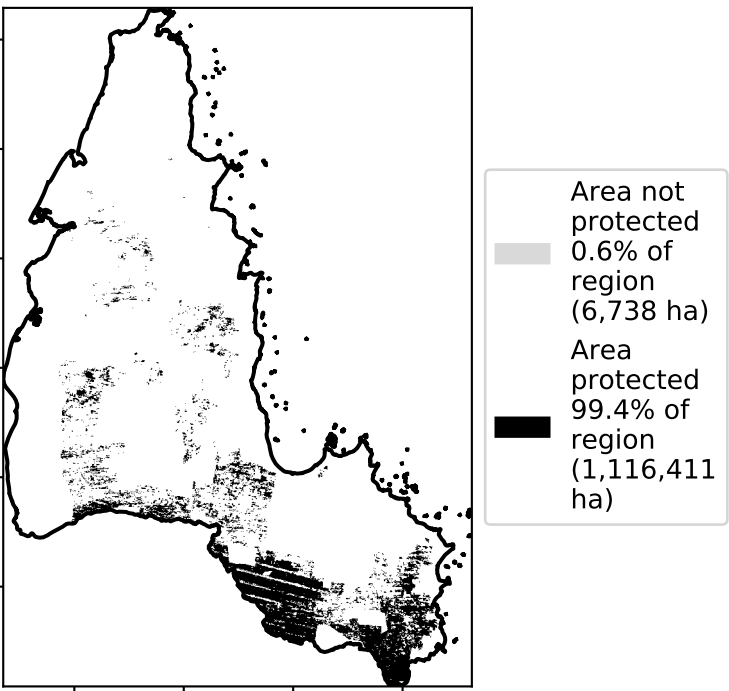 Area not
protected
0.6% of
region
(6,738 ha)
Area
protected
99.4% of
region
(1,116,411
ha)